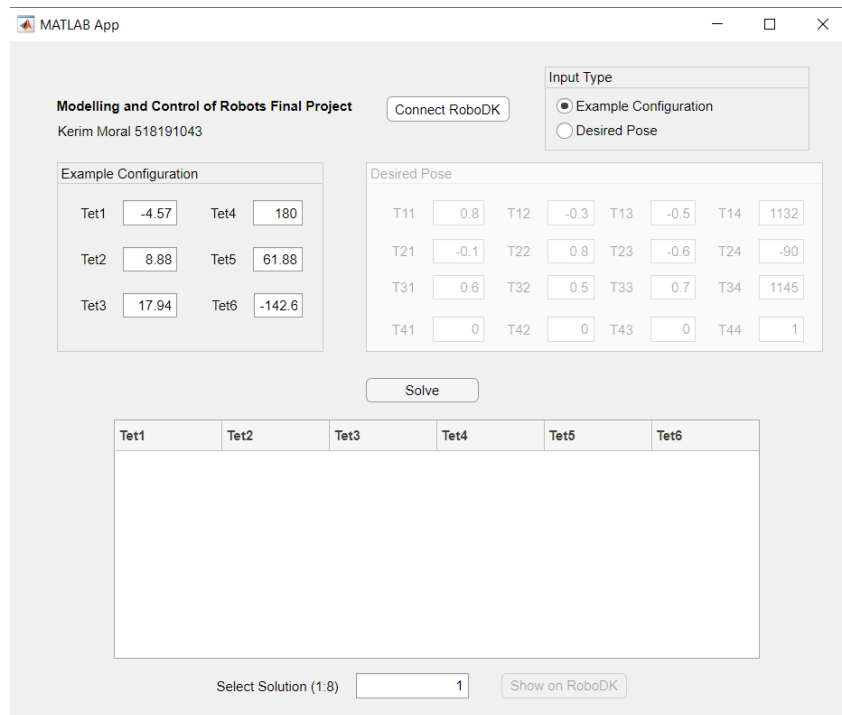 MATLAB App
Input Type
Modelling and Control of Robots Final Project
Connect RoboDK
Example Configuration
Kerim Moral 518191043
Desired Pose
Example Configuration
Desired Pose
Tet1 -4.57 Tet4 180 T11 0.8 T12 -0.3 T13 -0.5 T14 1132
Tet2 8.88 Tet5 61.88 T21 -0.1 T22 0.8 T23 -0.6 T24 -90
Tet3 17.94 Tet6 -142.6 T31 0.6 T32 0.5 T33 0.7 T34 1145
T41 0 T42 0 T43 0 T44 1
Solve
Tet1 Tet2 Tet3 Tet4 Tet5 Tet6
Select Solution (1:8) 1 Show on RoboDK